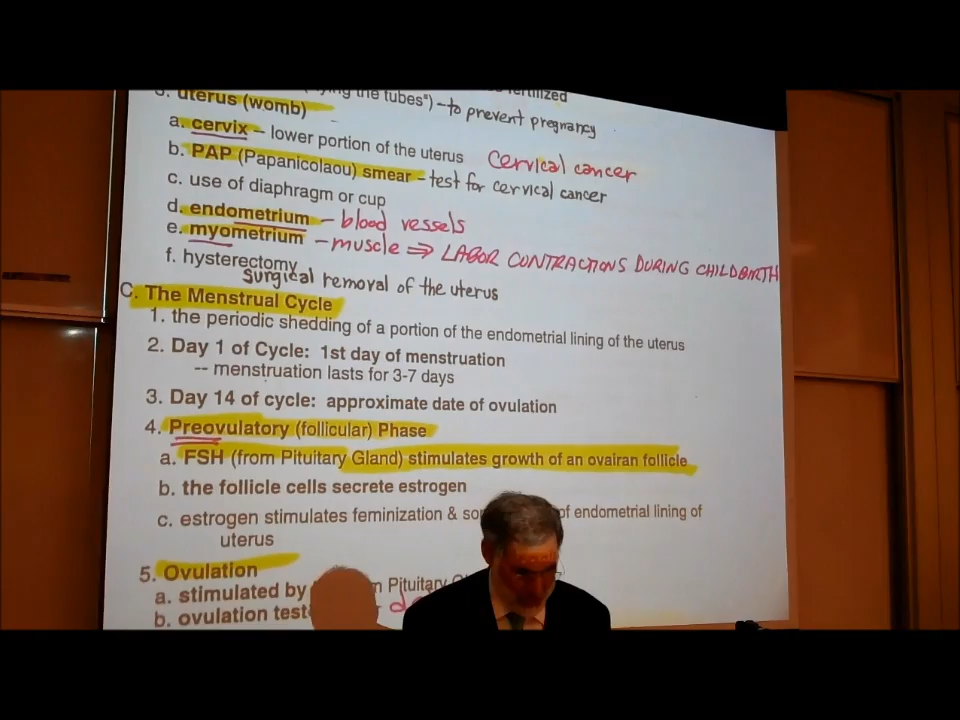 the tubes") – to prevent pregnancy fertilized
uterus (womb)
a. cervix -- lower portion of the uterus Cervical cancer
b. PAP (Papanicolaou) smear – test for cervical cancer
c. use of diaphragm or cup
d. endometrium – blood vessels
e. myometrium – muscle ⇒ LABOR CONTRACTIONS DURING CHILDBIRTH
f. hysterectomy
Surgical removal of the uterus
C. The Menstrual Cycle
1. the periodic shedding of a portion of the endometrial lining of the uterus
2. Day 1 of Cycle: 1st day of menstruation
-- menstruation lasts for 3-7 days
3. Day 14 of cycle: approximate date of ovulation
4. Preovulatory (follicular) Phase
a. FSH (from Pituitary Gland) stimulates growth of an ovairan follicle
b. the follicle cells secrete estrogen
c. estrogen stimulates feminization & of endometrial lining of
uterus
5. Ovulation
a. stimulated by Pituitary
b. ovulation test